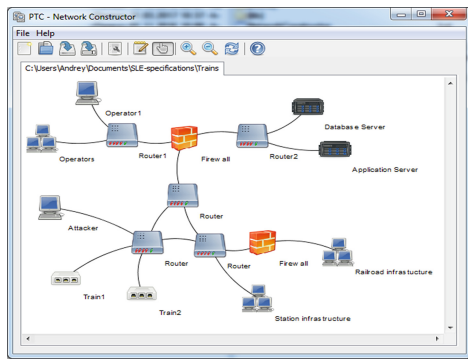 PTC - Network Constructor
File Help
C:\Users\Andrey\Documents\SLE-specifications\Trains
Operator1
Database Server
Operators
Router1
Firew all
Router2
Application Server
Router
Attacker
Router
Router
Firew all
Railroad infrastucture
Train1
Train2
Station infrastructure